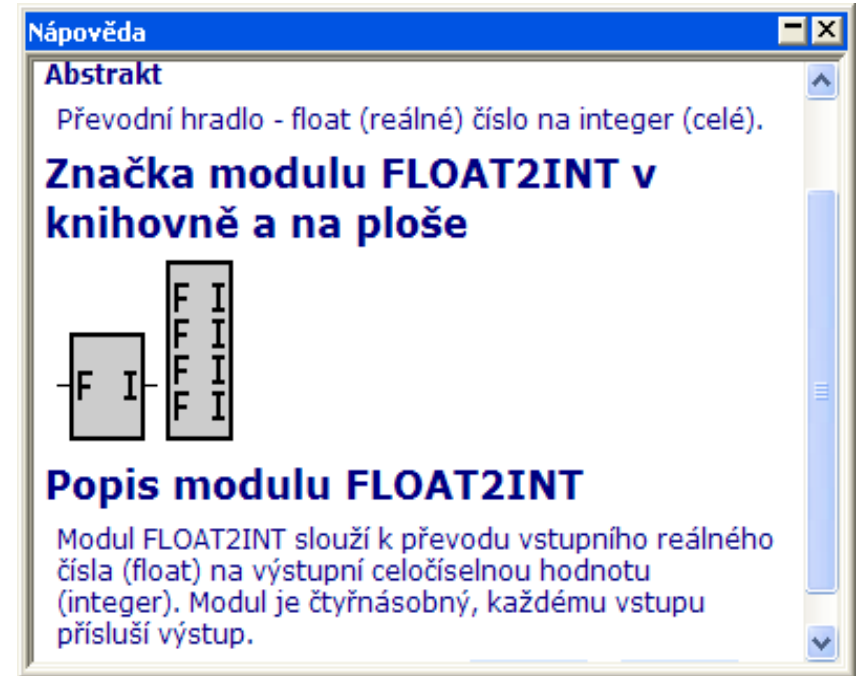 Nápověda
Abstrakt
Převodní hradlo - float (reálné) číslo na integer (celé).
Značka modulu FLOAT2INT v
knihovně a na ploše
F I
F I
F I
F I
F I
Popis modulu FLOAT2INT
Modul FLOAT2INT slouží k převodu vstupního reálného
čísla (float) na výstupní celočíselnou hodnotu
(integer). Modul je čtyřnásobný, každému vstupu
přísluší výstup.